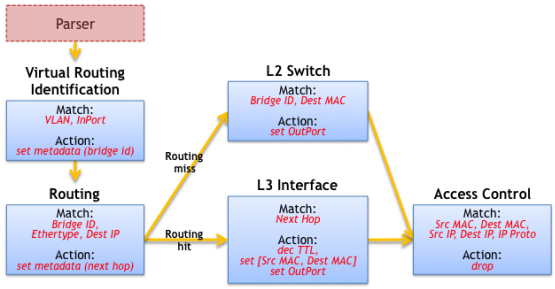 Parser
Virtual Routing
Identification
Match:
VLAN, InPort
Action:
set metadata (bridge id)
Routing
Match:
Bridge ID,
Ethertype, Dest IP
Action:
set metadata (next hop)
Routing
miss
Routing
hit
L2 Switch
Match:
Bridge ID, Dest MAC
Action:
set OutPort
L3 Interface
Match:
Next Hop
Action:
dec TTL,
set [Src MAC, Dest MAC]
set OutPort
Access Control
Match:
Src MAC, Dest MAC,
Src IP, Dest IP, IP Proto
Action:
drop